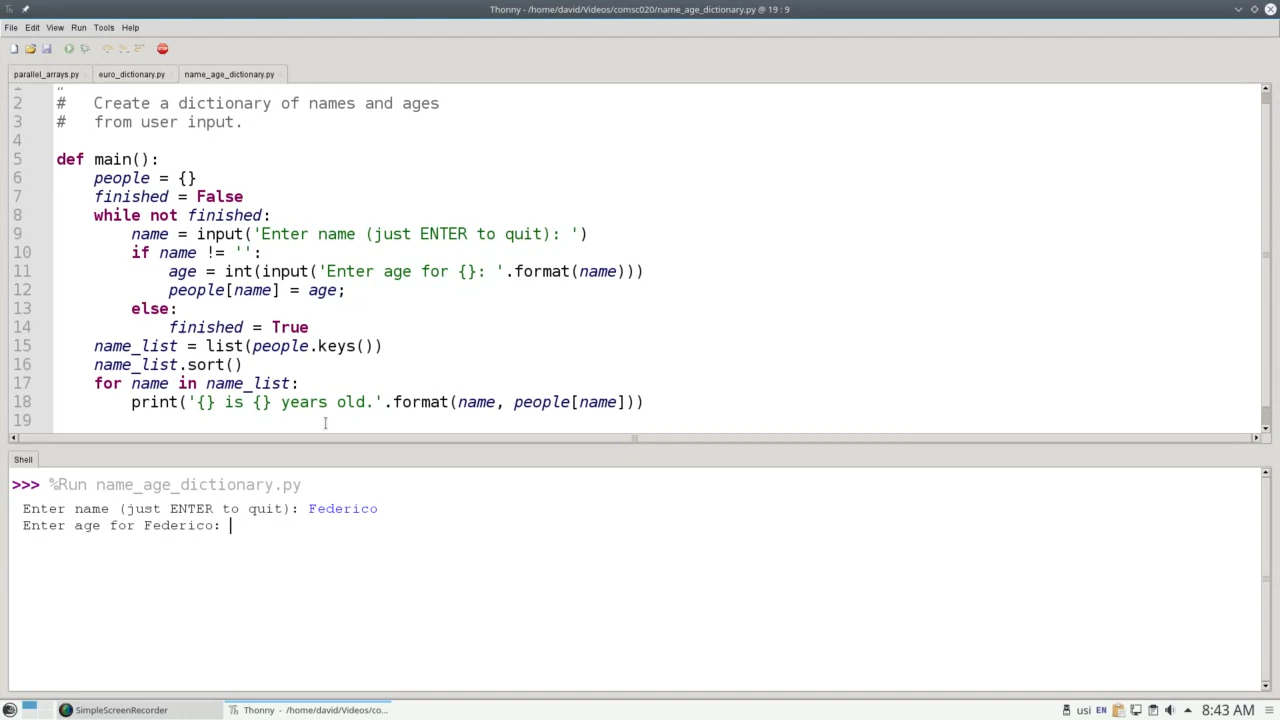 Thonny - /home/david/Videos/comsc020/name_age_dictionary.py @ 19 : 9
File Edit View Run Tools Help
parallel_arrays.py euro_dictionary.py name_age_dictionary.py
2 # Create a dictionary of names and ages
3 # from user input.
4
5 def main():
6     people = {}
7     finished = False
8     while not finished:
9         name = input('Enter name (just ENTER to quit): ')
10         if name != '':
11             age = int(input('Enter age for {}: '.format(name)))
12             people[name] = age;
13         else:
14             finished = True
15     name_list = list(people.keys())
16     name_list.sort()
17     for name in name_list:
18         print('{} is {} years old.'.format(name, people[name]))
19
Shell
>>> %Run name_age_dictionary.py
Enter name (just ENTER to quit): Federico
Enter age for Federico:
SimpleScreenRecorder Thonny - /home/david/Videos/co... usi EN 8:43 AM